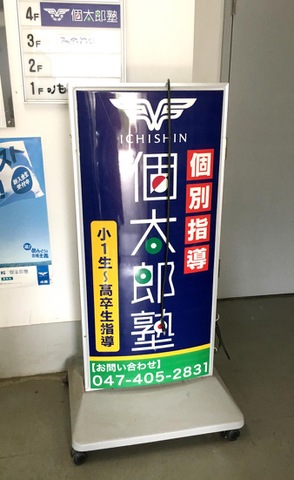 4F 個太郎塾
3F
2F
1F
ICHISHIN
個太郎塾
個別指導
小1生～高卒生指導
【お問い合わせ】
047-405-2831